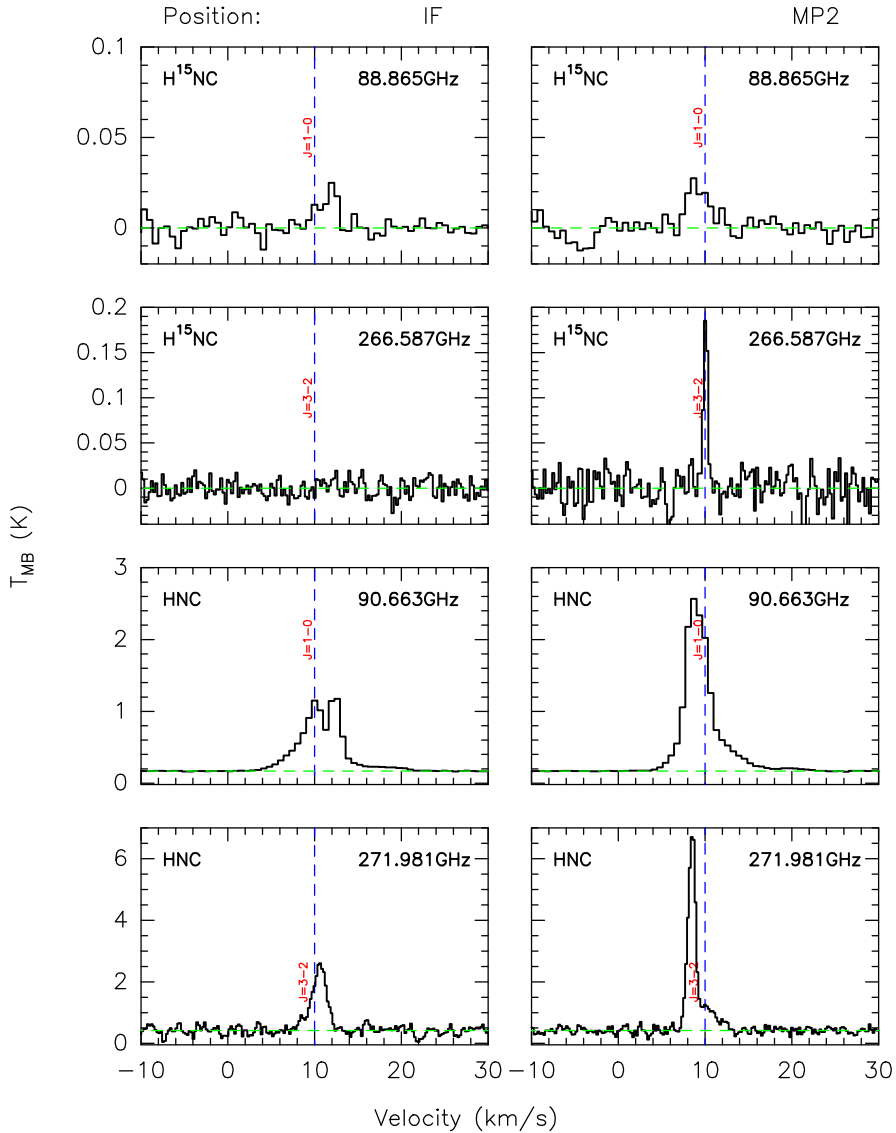 Position: IF MP2
H15NC 88.865GHz H15NC 88.865GHz
J=1-0 J=1-0
0.1
0.05
0
H15NC 266.587GHz H15NC 266.587GHz
J=3-2 J=3-2
0.2
0.15
0.1
0.05
0
HNC 90.663GHz HNC 90.663GHz
J=1-0 J=1-0
3
2
1
0
HNC 271.981GHz HNC 271.981GHz
J=3-2 J=3-2
6
4
2
0
TMB (K)
-10 0 10 20 30 -10 0 10 20 30
Velocity (km/s)